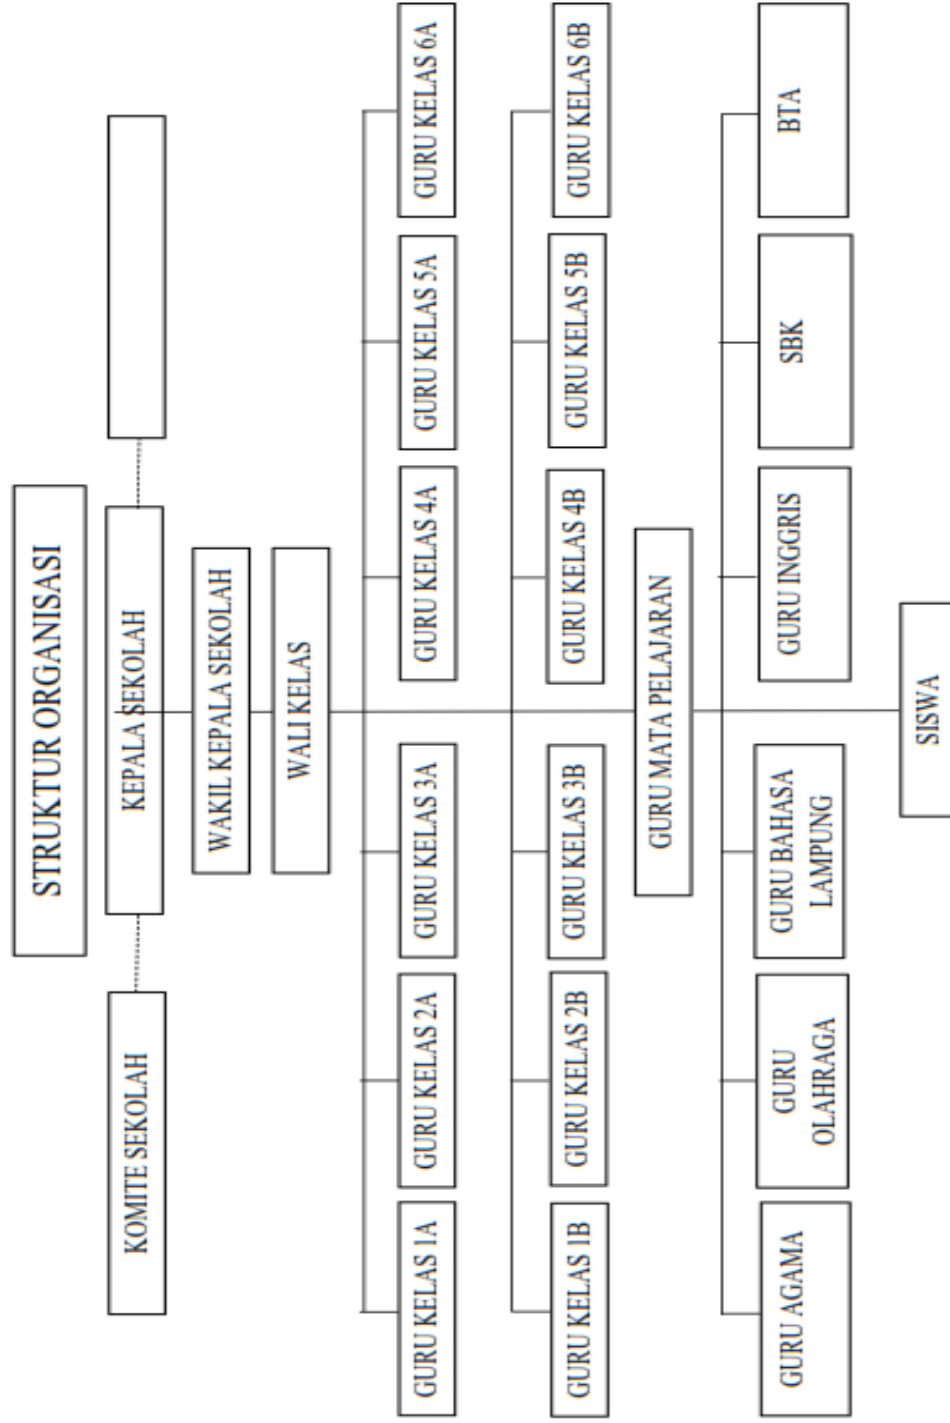 STRUKTUR ORGANISASI
KOMITE SEKOLAH
KEPALA SEKOLAH
WAKIL KEPALA SEKOLAH
WALI KELAS
GURU KELAS 1A
GURU KELAS 2A
GURU KELAS 3A
GURU KELAS 4A
GURU KELAS 5A
GURU KELAS 6A
GURU KELAS 1B
GURU KELAS 2B
GURU KELAS 3B
GURU KELAS 4B
GURU KELAS 5B
GURU KELAS 6B
GURU MATA PELAJARAN
GURU AGAMA
GURU
OLAHRAGA
GURU BAHASA
LAMPUNG
GURU INGGRIS
SBK
BTA
SISWA